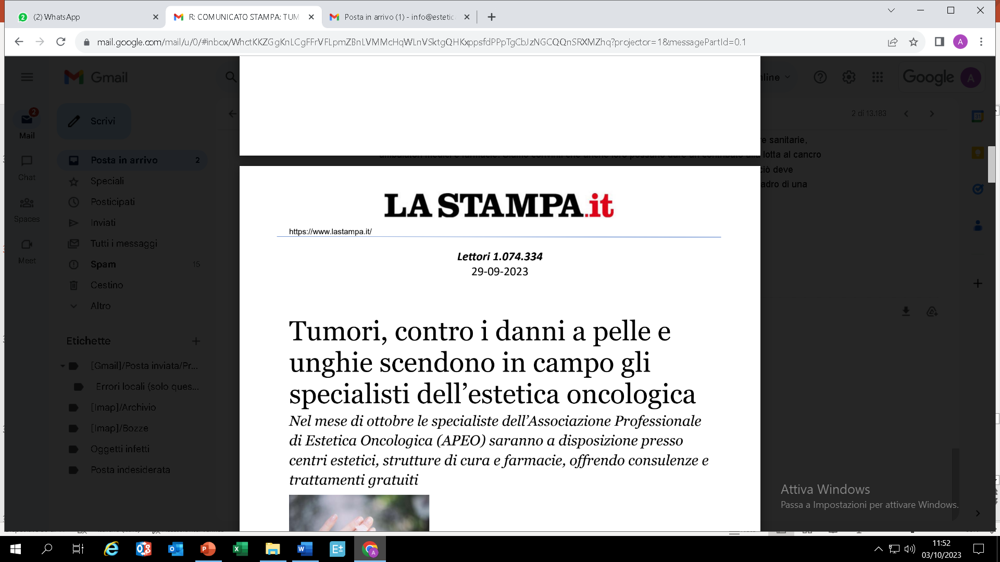 (2) WhatsApp
R: COMUNICATO STAMPA: TUM
Posta in arrivo (1) - info@estetic
mail.google.com/mail/u/0/#inbox/WhctKKZGgKnLCgFFrVFLpmZBnLVMMcHqWLnVSktgQHKxppsfdPPpTgCbJzNGCQQnSRXMZhq?projector=1&messagePartId=0.1
A
Gmail
nline
Google
A
2
Mail
Chat
Spaces
Meet
Scrivi
Posta in arrivo 2
Speciali
Posticipati
Inviati
Tutti i messaggi
Spam 15
Cestino
Altro
Etichette
[Gmail]/Posta inviata/Pr...
Errori locali (solo ques...
[Imap]/Archivio
[Imap]/Bozze
Oggetti infetti
Posta indesiderata
2 di 13.183
re sanitarie,
lotta al cancro
ciò deve
adro di una
LA STAMPA.it
https://www.lastampa.it/
Lettori 1.074.334
29-09-2023
Tumori, contro i danni a pelle e
unghie scendono in campo gli
specialisti dell’estetica oncologica
Nel mese di ottobre le specialiste dell’Associazione Professionale
di Estetica Oncologica (APEO) saranno a disposizione presso
centri estetici, strutture di cura e farmacie, offrendo consulenze e
trattamenti gratuiti
Attiva Windows
Passa a Impostazioni per attivare Windows.
11:52
03/10/2023